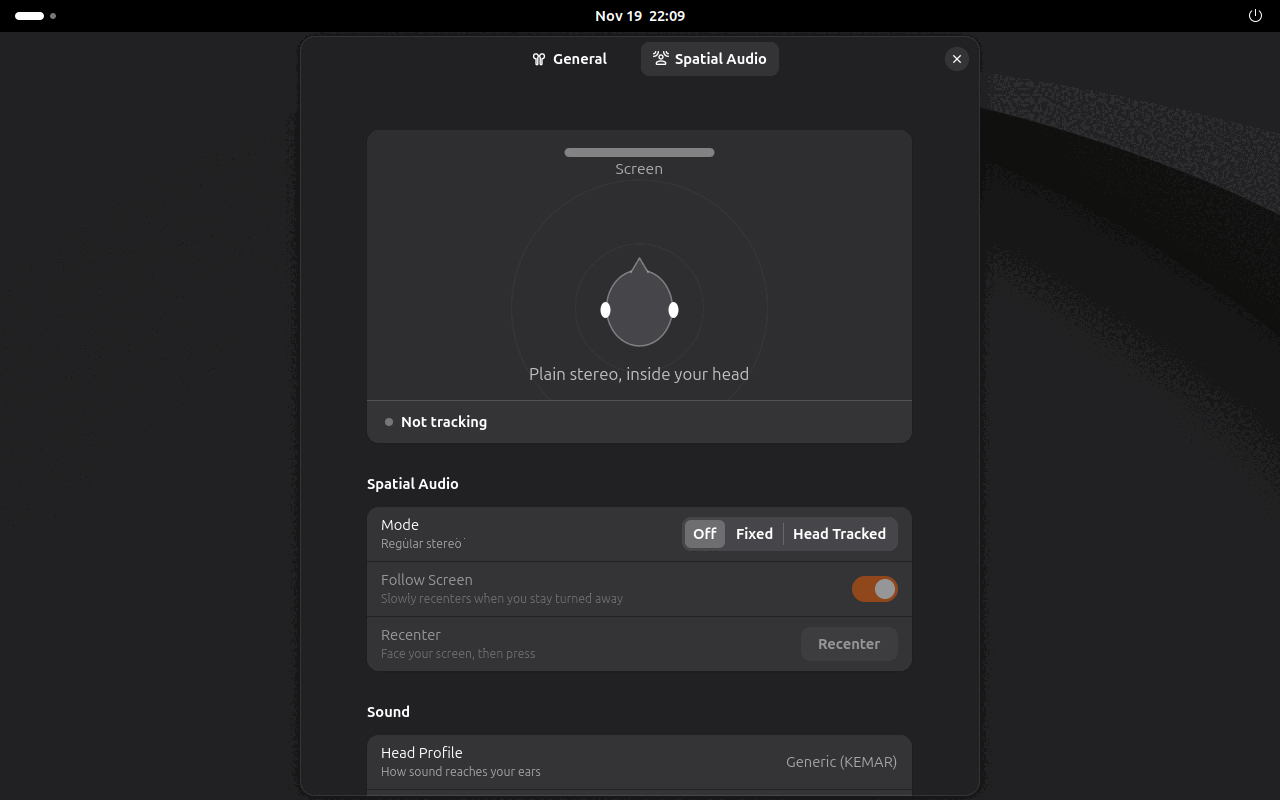 Nov 19 22:09
General
Spatial Audio
Screen
Plain stereo, inside your head
Not tracking
Spatial Audio
Mode
Regular stereo
Off
Fixed
Head Tracked
Follow Screen
Slowly recenters when you stay turned away
Recenter
Face your screen, then press
Recenter
Sound
Head Profile
How sound reaches your ears
Generic (KEMAR)